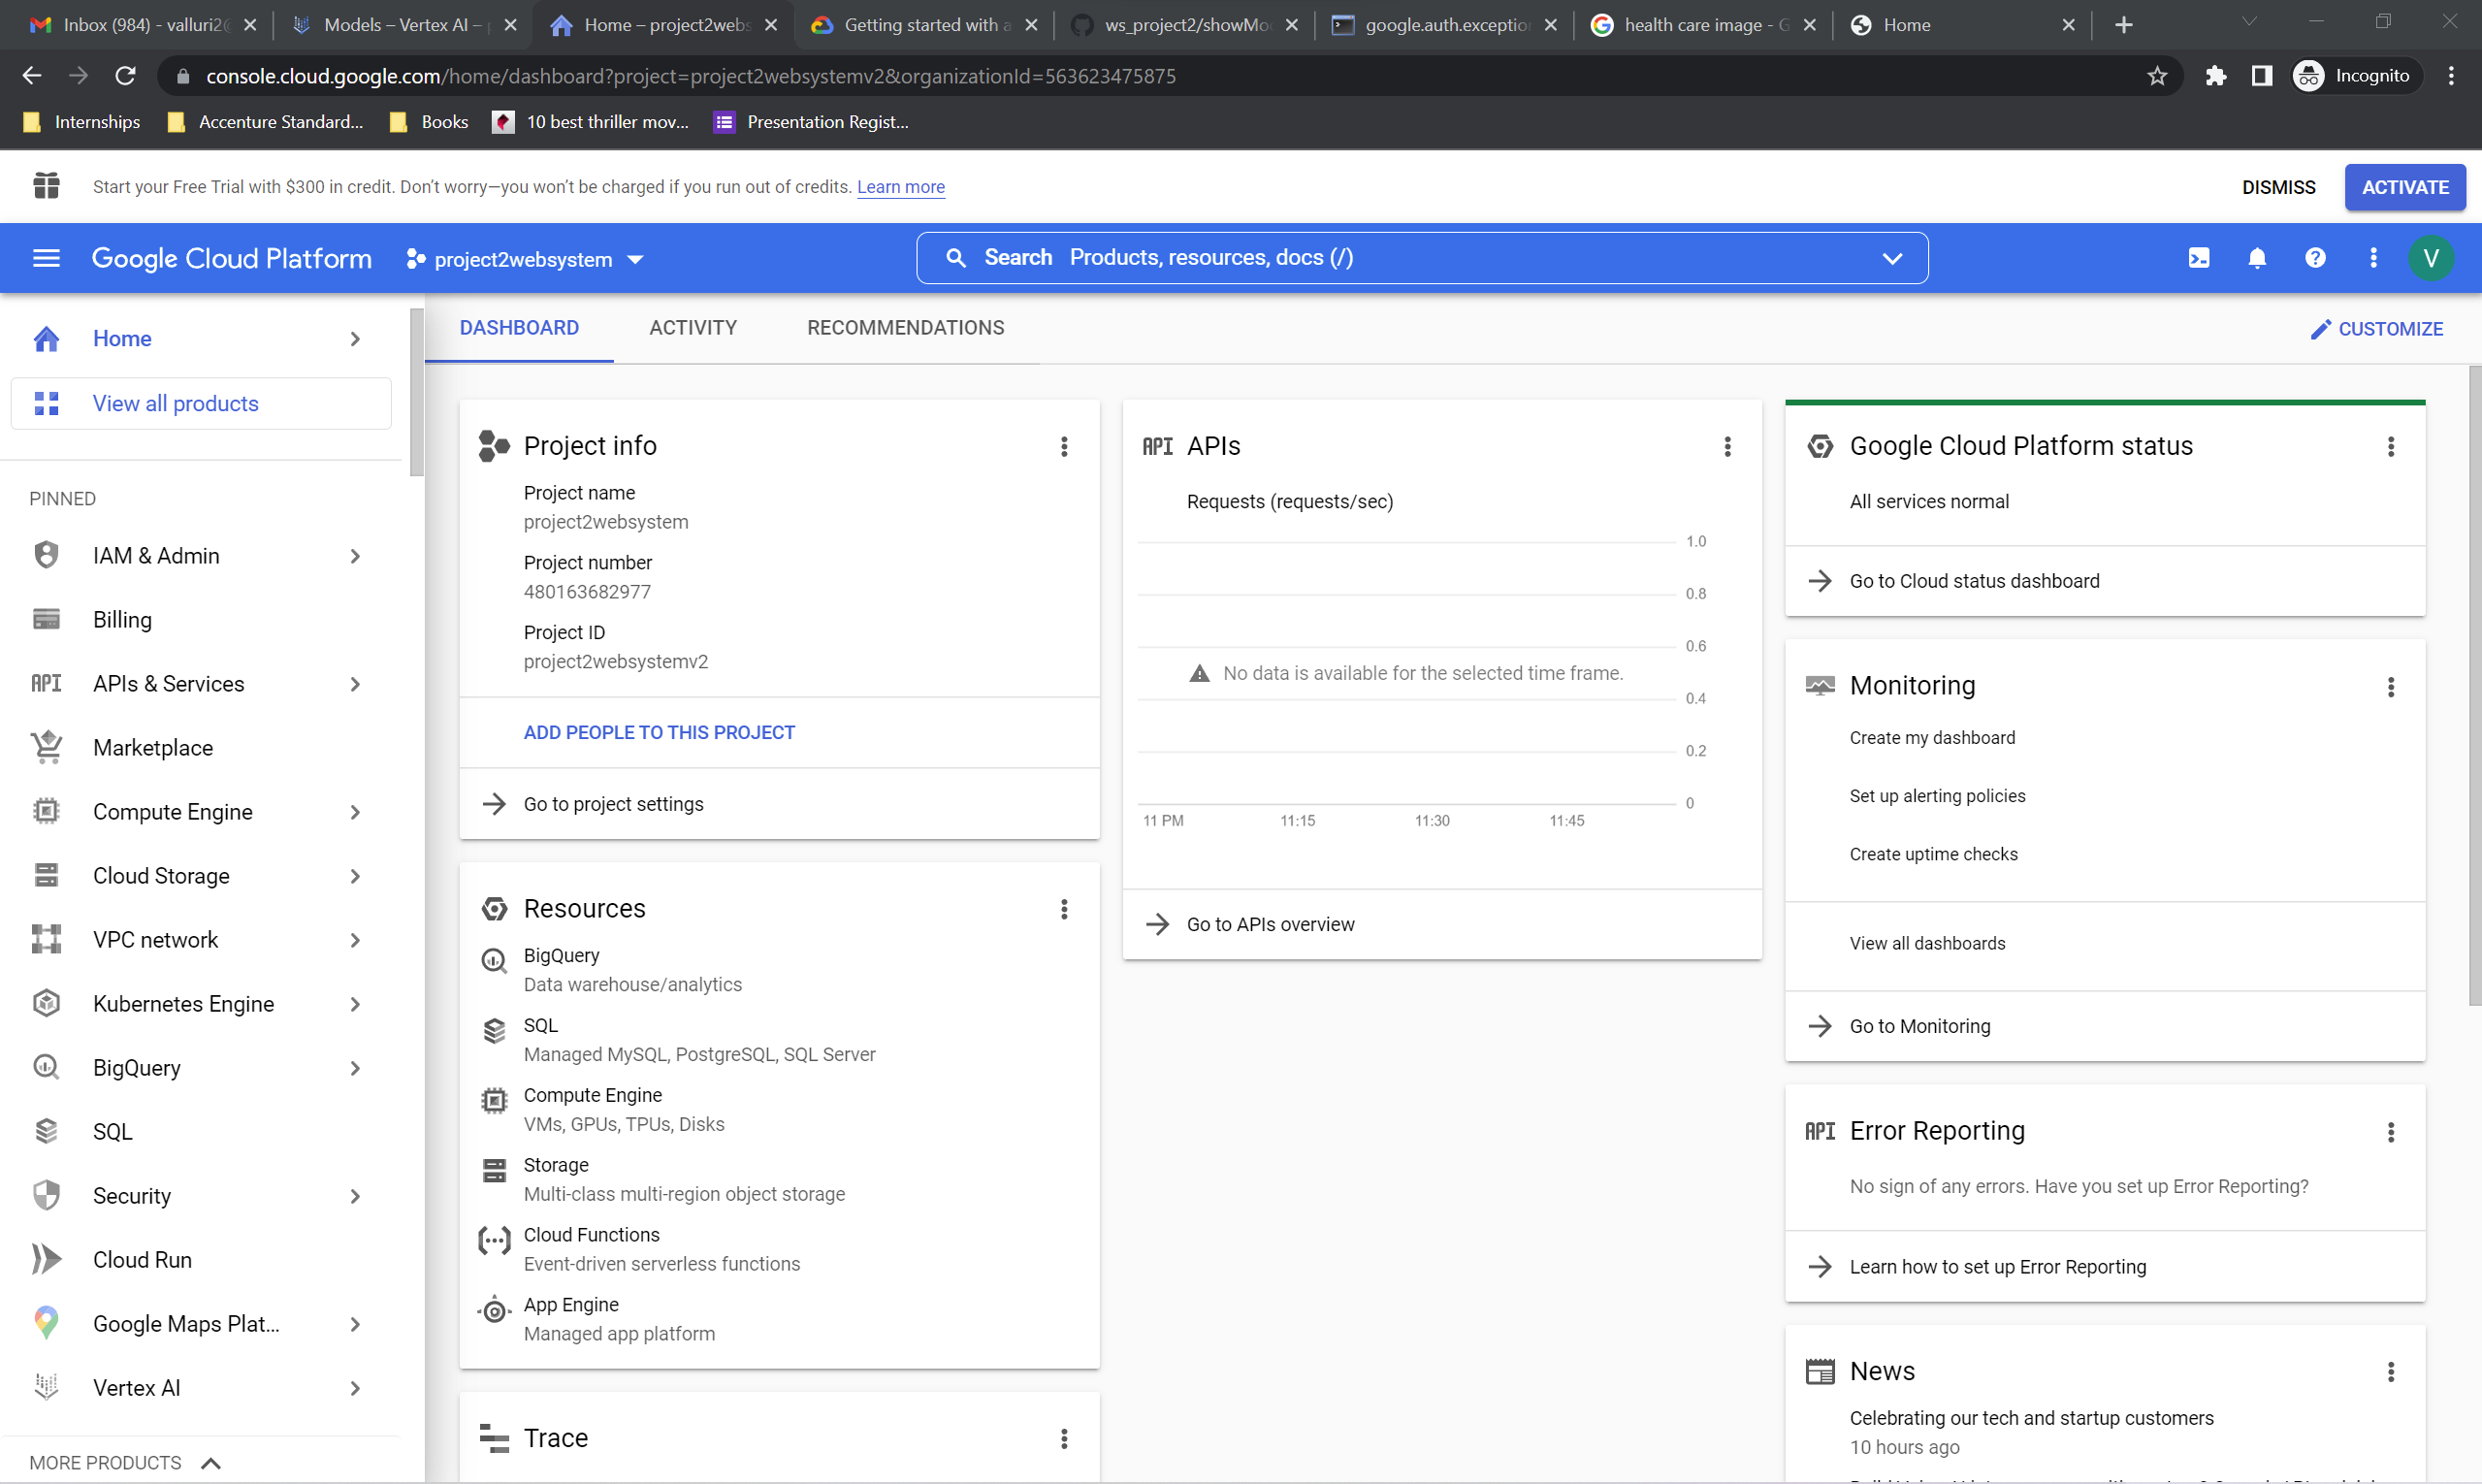 Inbox (984) - valluri2@
Models – Vertex AI –
Home – project2webs
Getting started with a
ws_project2/showMo
google.auth.exception
health care image - G
Home
console.cloud.google.com/home/dashboard?project=project2websystemv2&organizationId=563623475875
Incognito
Internships
Accenture Standard...
Books
10 best thriller mov...
Presentation Regist...
Start your Free Trial with $300 in credit. Don't worry—you won't be charged if you run out of credits. Learn more
DISMISS
ACTIVATE
Google Cloud Platform
project2websystem
Search Products, resources, docs (/)
V
Home
View all products
PINNED
IAM & Admin
Billing
API APIs & Services
Marketplace
Compute Engine
Cloud Storage
VPC network
Kubernetes Engine
BigQuery
SQL
Security
Cloud Run
Google Maps Plat...
Vertex AI
MORE PRODUCTS
DASHBOARD
ACTIVITY
RECOMMENDATIONS
CUSTOMIZE
Project info
Project name
project2websystem
Project number
480163682977
Project ID
project2websystemv2
ADD PEOPLE TO THIS PROJECT
Go to project settings
Resources
BigQuery
Data warehouse/analytics
SQL
Managed MySQL, PostgreSQL, SQL Server
Compute Engine
VMs, GPUs, TPUs, Disks
Storage
Multi-class multi-region object storage
Cloud Functions
Event-driven serverless functions
App Engine
Managed app platform
Trace
API APIs
Requests (requests/sec)
1.0
0.8
0.6
No data is available for the selected time frame.
0.4
0.2
0
11 PM
11:15
11:30
11:45
Go to APIs overview
Google Cloud Platform status
All services normal
Go to Cloud status dashboard
Monitoring
Create my dashboard
Set up alerting policies
Create uptime checks
View all dashboards
Go to Monitoring
API Error Reporting
No sign of any errors. Have you set up Error Reporting?
Learn how to set up Error Reporting
News
Celebrating our tech and startup customers
10 hours ago